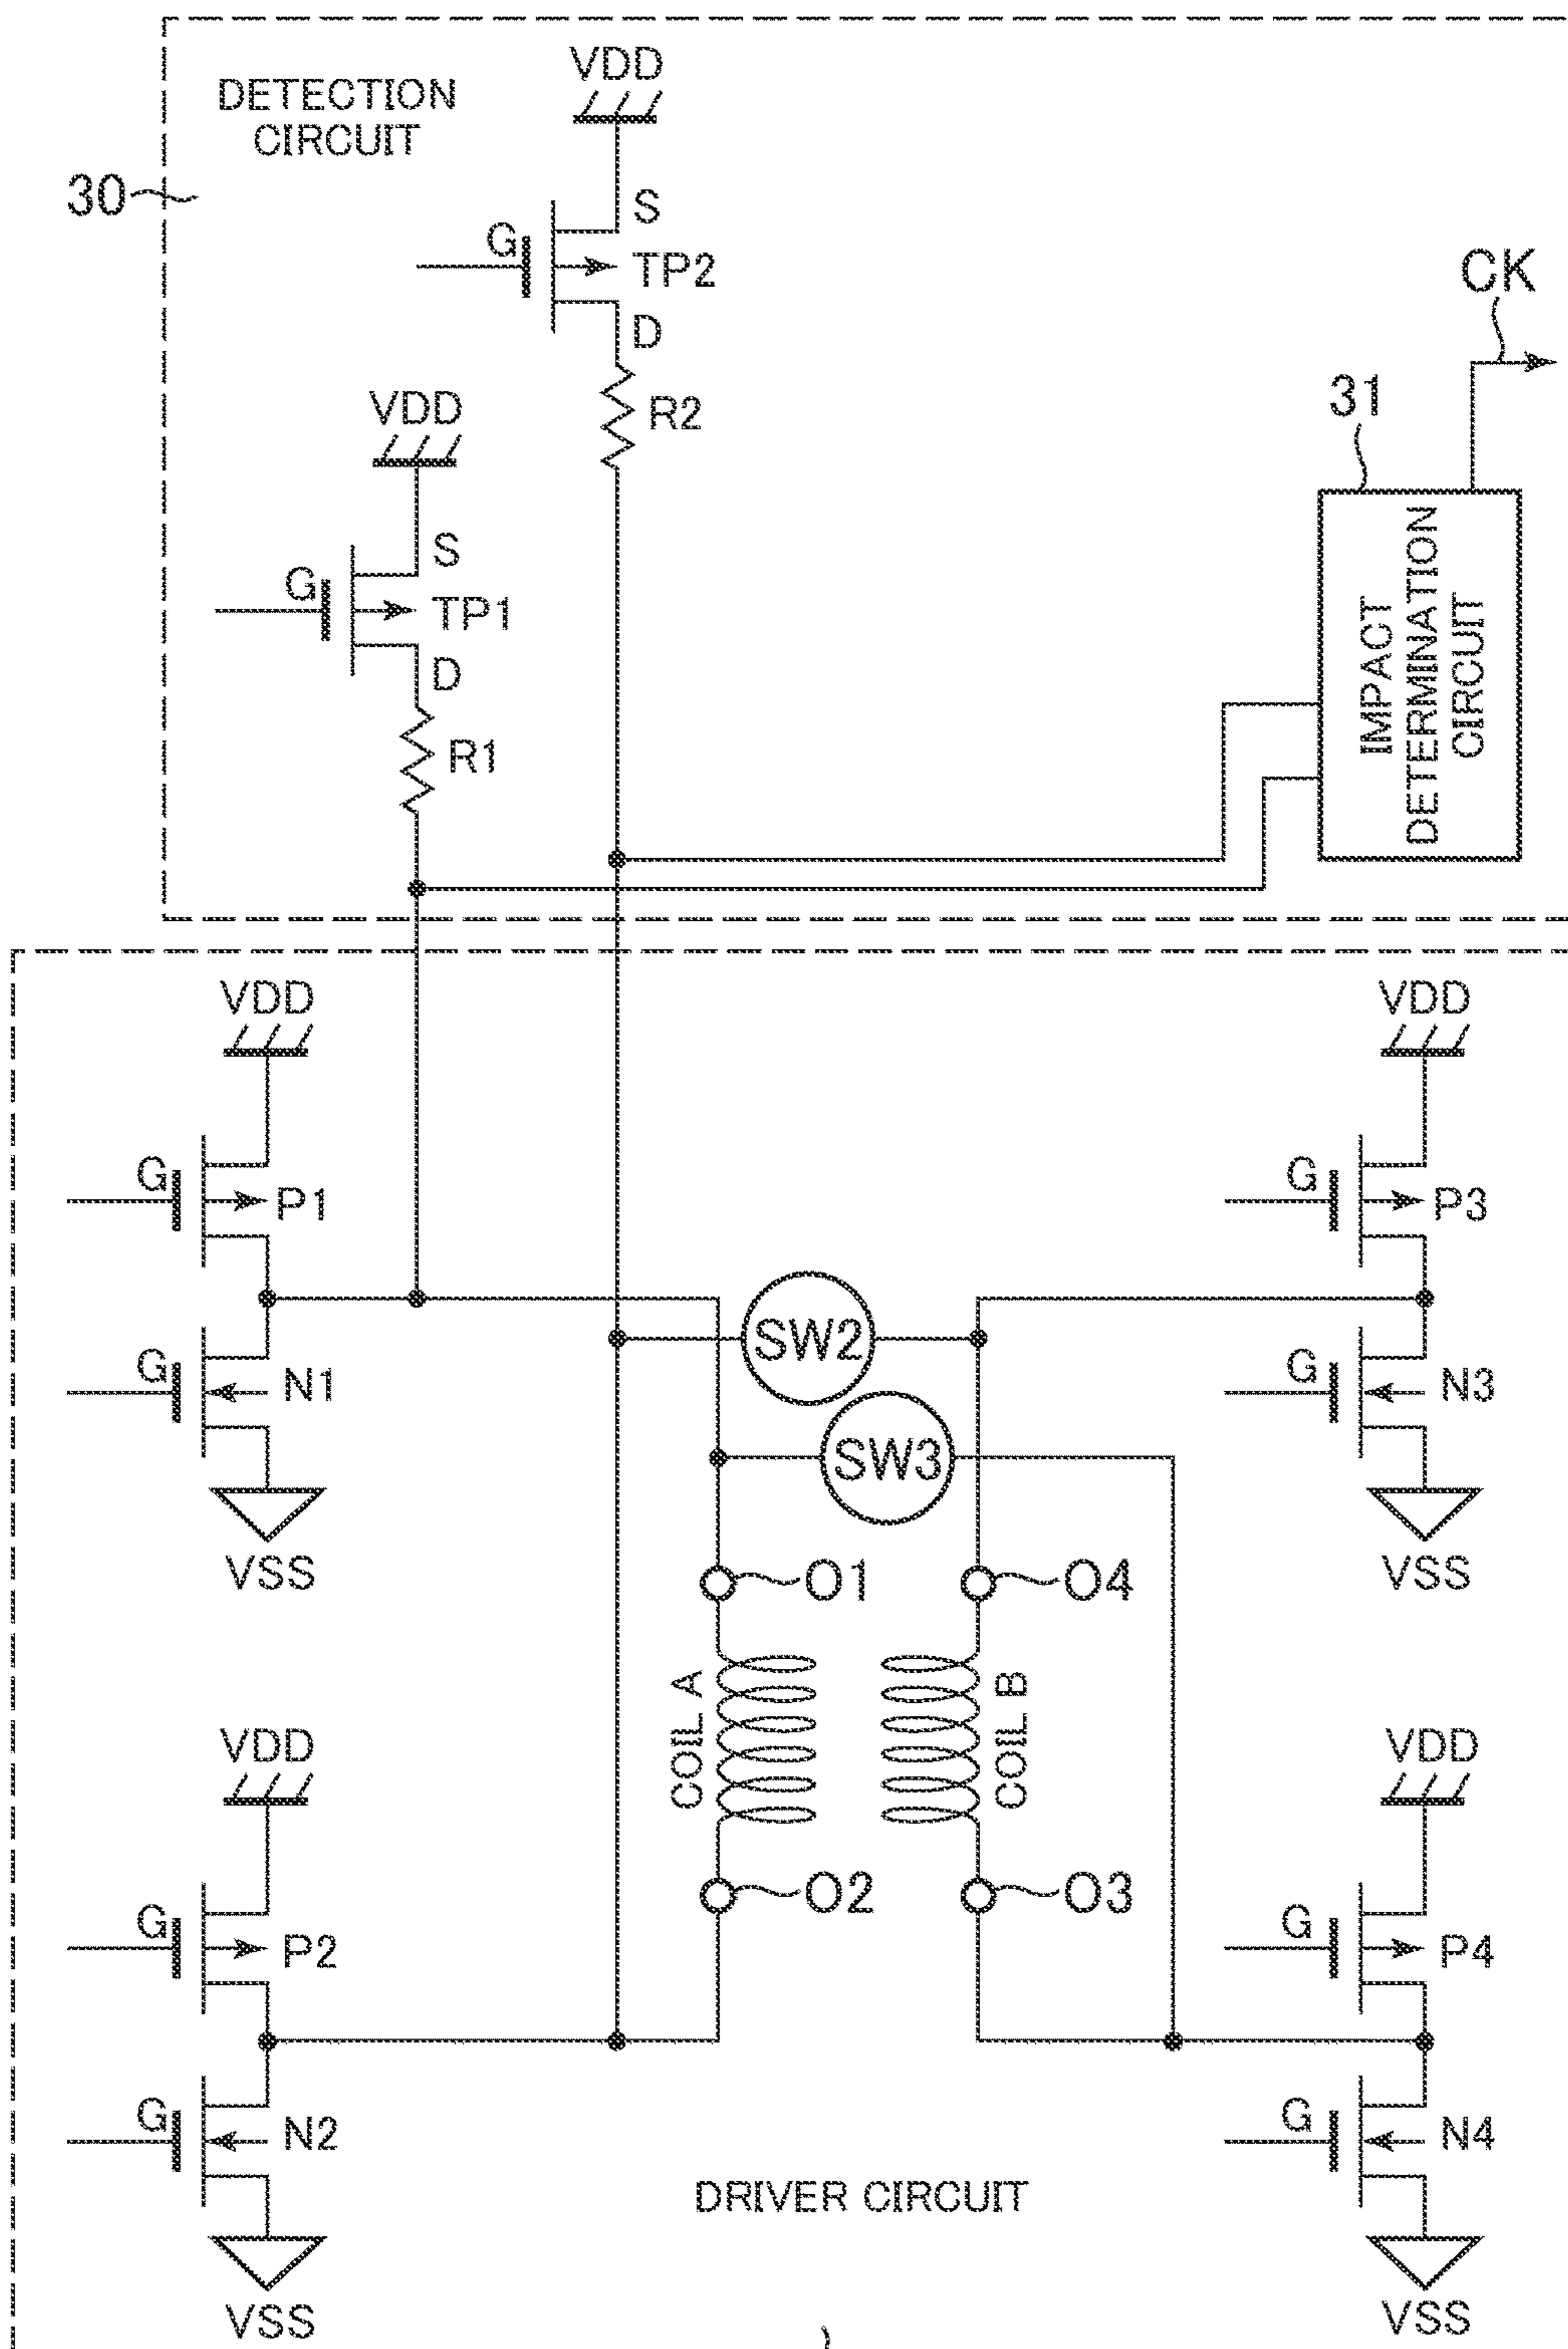 DETECTION
CIRCUIT
VDD
30
S
G
TP2
D
CK
R2
VDD
31
S
G
TP1
D
IMPACT
DETERMINATION
CIRCUIT
R1
VDD
VDD
G
P1
G
P3
SW2
G
N1
G
N3
SW3
VSS
O1
O4
VSS
COIL A
COIL B
VDD
VDD
O2
O3
G
P2
G
P4
G
N2
G
N4
DRIVER CIRCUIT
VSS
VSS